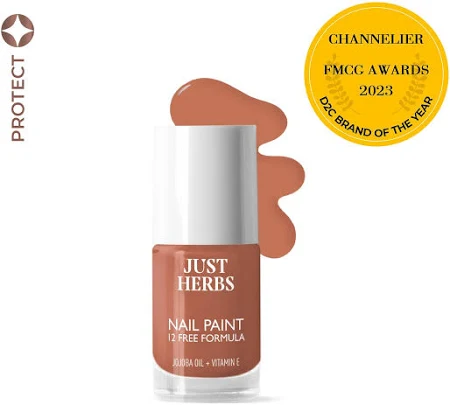 PROTECT
CHANNELIER
FMCG AWARDS
2023
D2C BRAND OF THE YEAR
JUST
HERBS
NAIL PAINT
12 FREE FORMULA
JOJOBA OIL + VITAMIN E